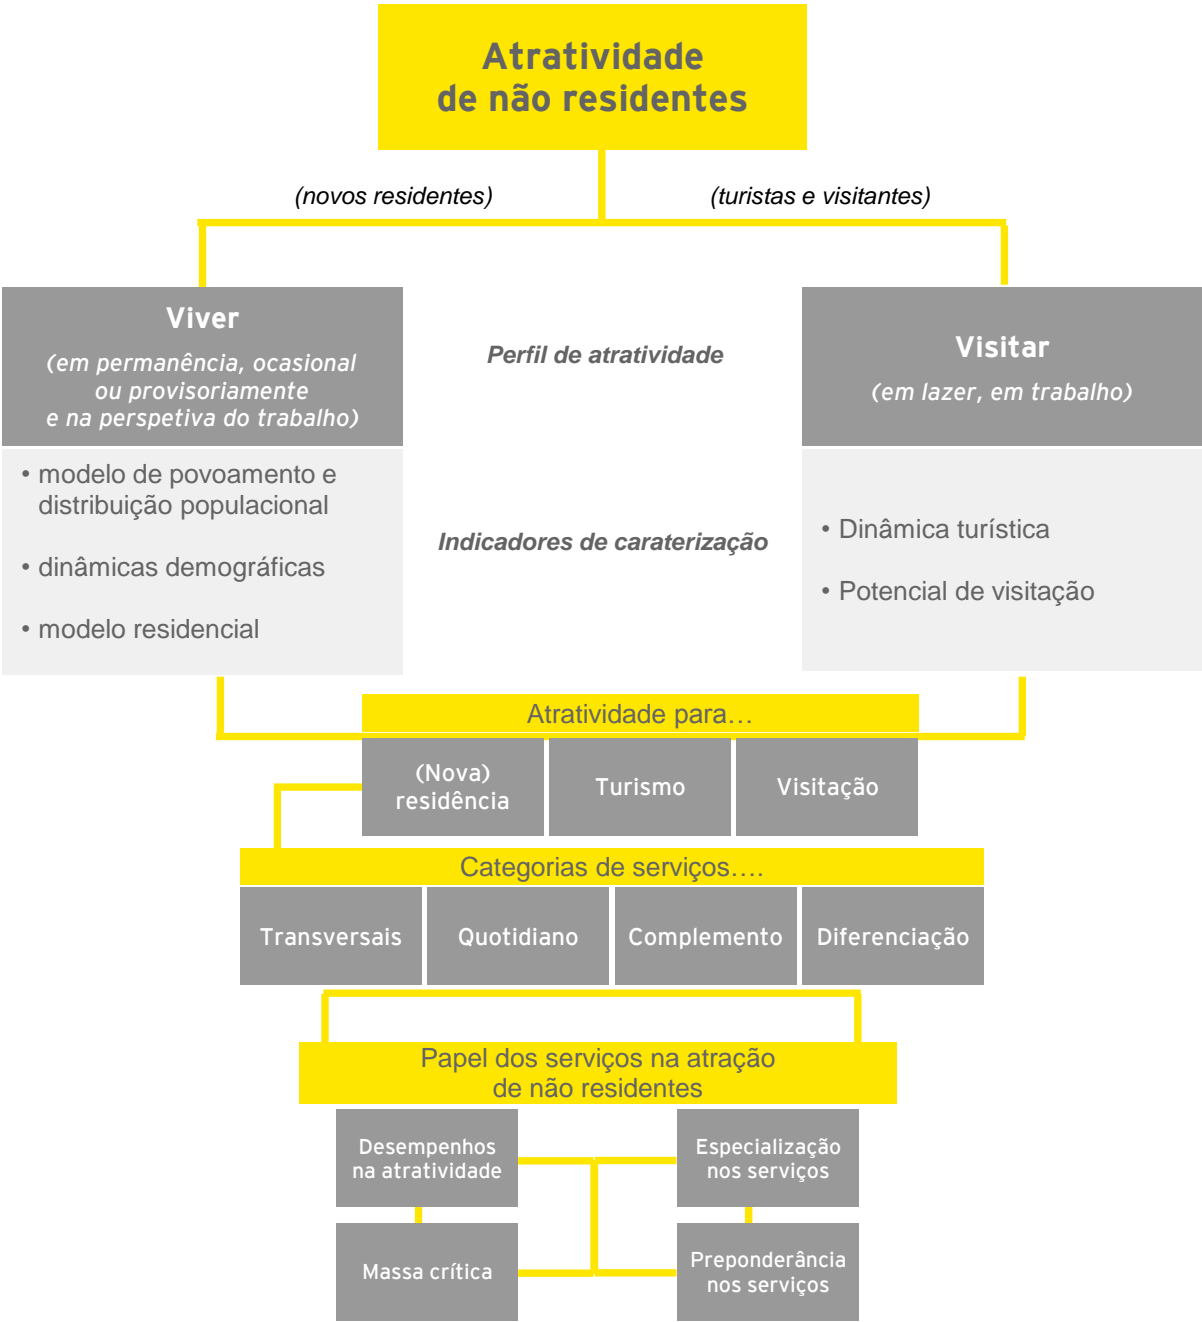 Atratividade
de não residentes
(novos residentes)
(turistas e visitantes)
Viver
(em permanência, ocasional
ou provisoriamente
e na perspetiva do trabalho)
Perfil de atratividade
Visitar
(em lazer, em trabalho)
• modelo de povoamento e
distribuição populacional
• dinâmicas demográficas
• modelo residencial
Indicadores de caraterização
• Dinâmica turística
• Potencial de visitação
Atratividade para…
(Nova)
residência
Turismo
Visitação
Categorias de serviços….
Transversais
Quotidiano
Complemento
Diferenciação
Papel dos serviços na atração
de não residentes
Desempenhos
na atratividade
Especialização
nos serviços
Massa crítica
Preponderância
nos serviços